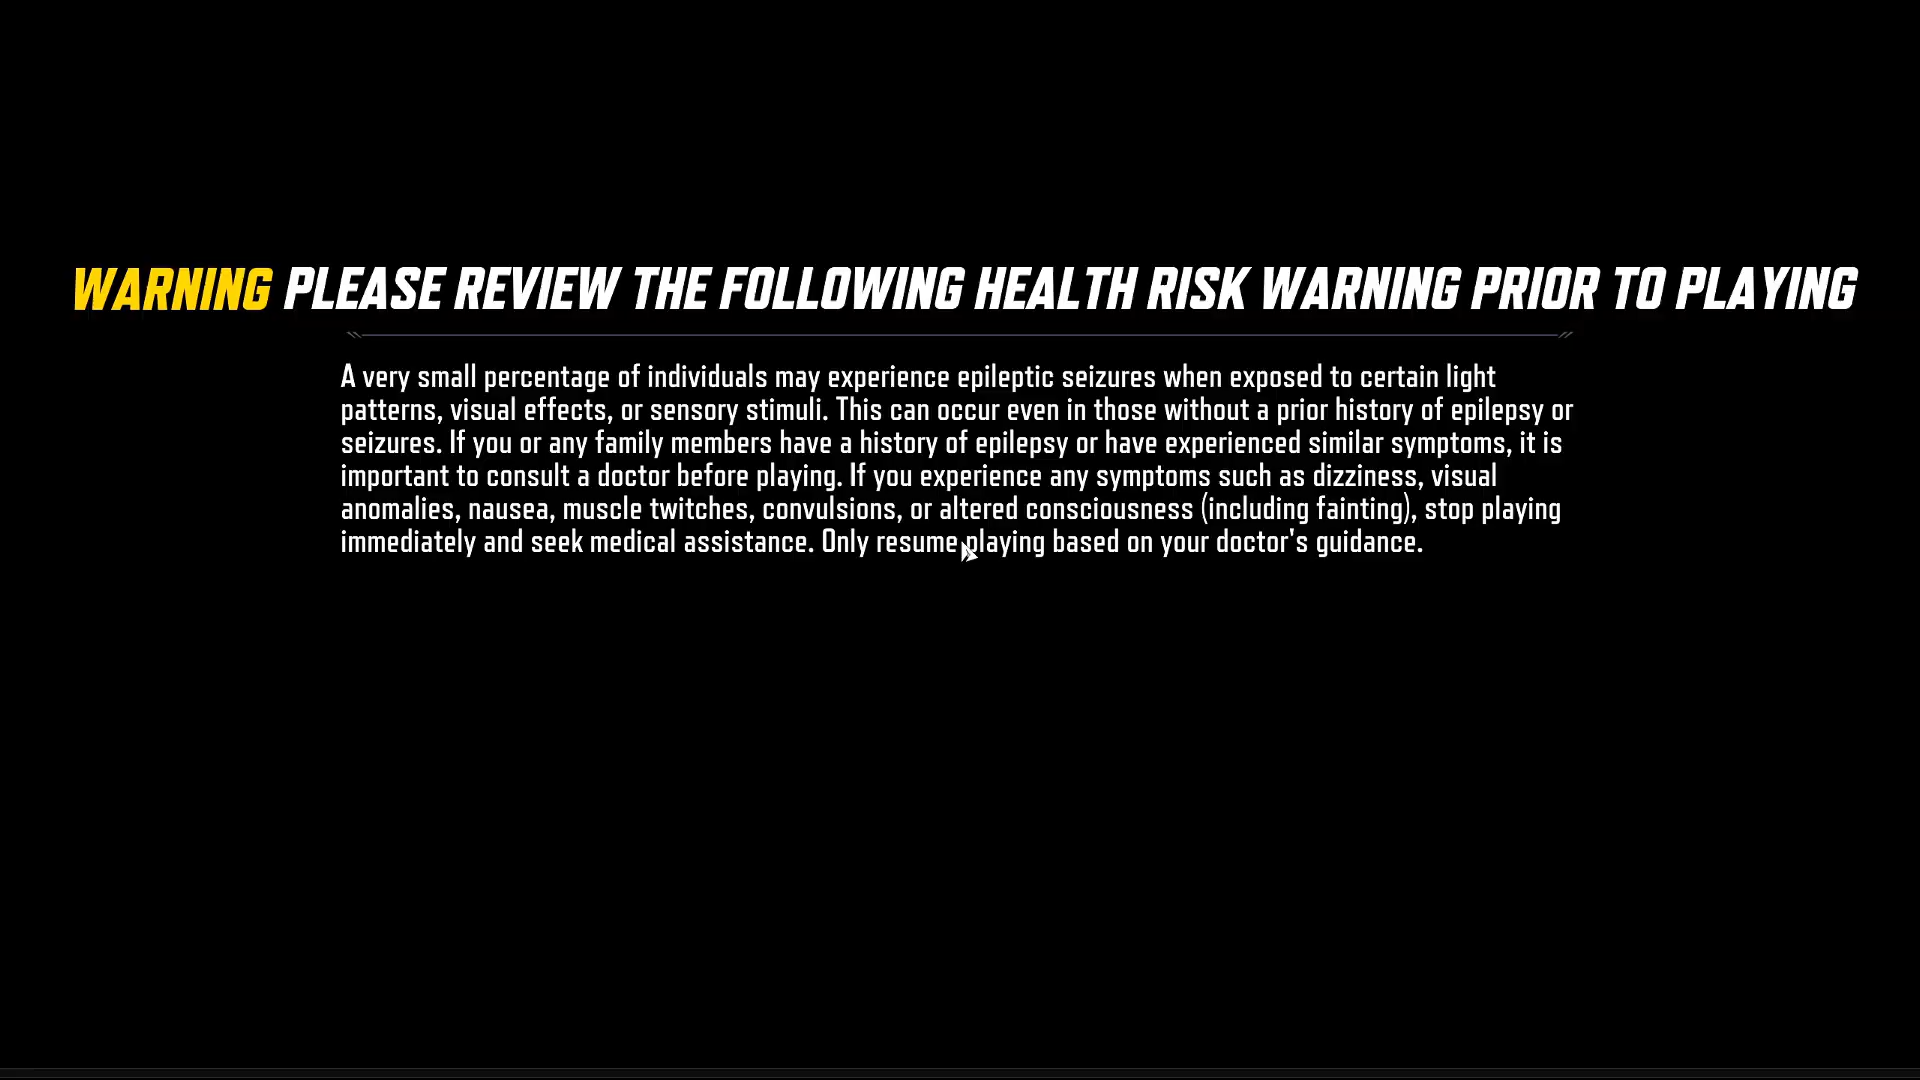 WARNING PLEASE REVIEW THE FOLLOWING HEALTH RISK WARNING PRIOR TO PLAYING
A very small percentage of individuals may experience epileptic seizures when exposed to certain light
patterns, visual effects, or sensory stimuli. This can occur even in those without a prior history of epilepsy or
seizures. If you or any family members have a history of epilepsy or have experienced similar symptoms, it is
important to consult a doctor before playing. If you experience any symptoms such as dizziness, visual
anomalies, nausea, muscle twitches, convulsions, or altered consciousness (including fainting), stop playing
immediately and seek medical assistance. Only resume playing based on your doctor's guidance.